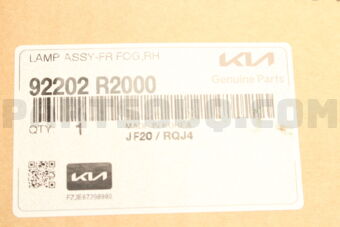 LAMP ASSY-FR FOG,RH
KIA
Genuine Parts
92202 R2000
QTY: 1
JF20 / RQJ4
KIA
PARTSOUQ.COM